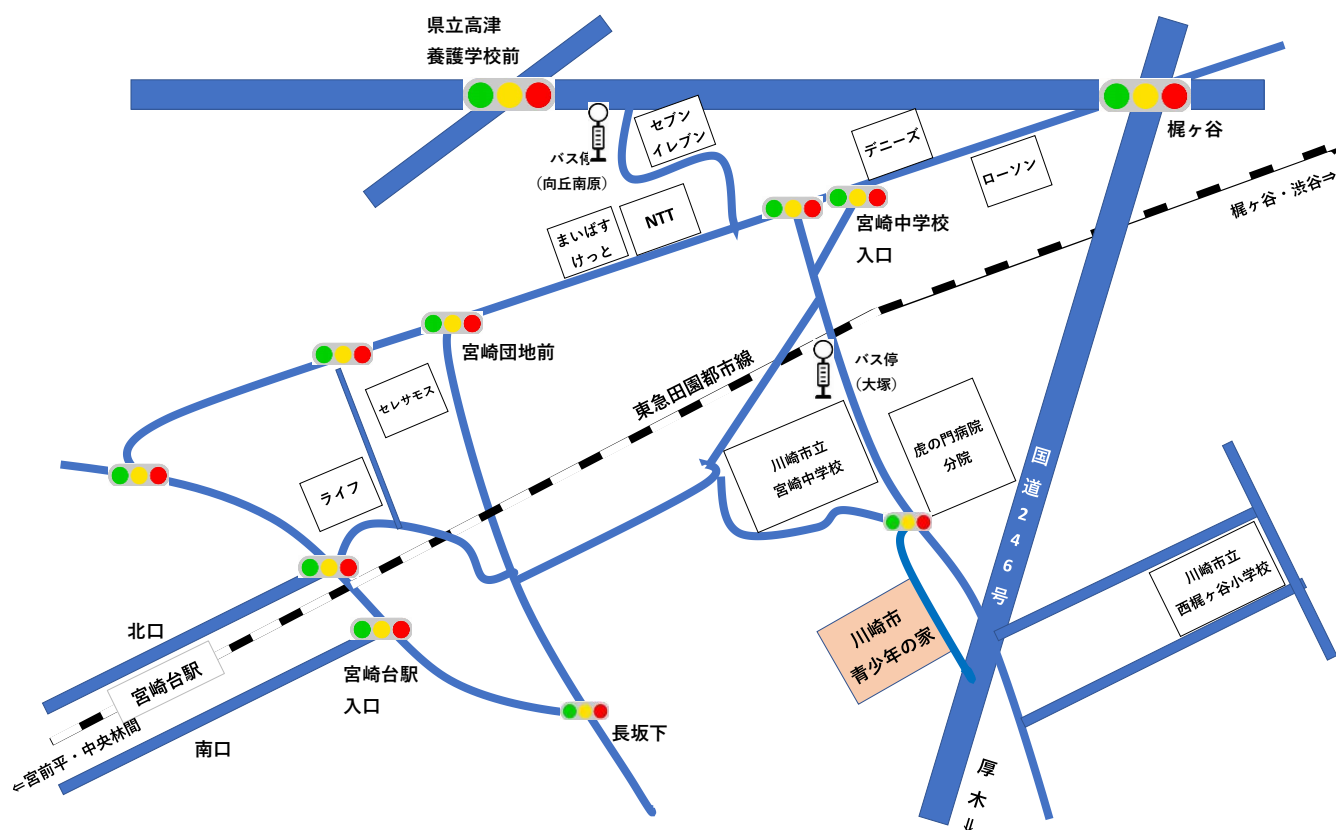 県立高津
養護学校前
梶ヶ谷
セブン
イレブン
バス停
（向丘南原）
デニーズ
ローソン
梶ヶ谷・渋谷⇒
まいばす
けっと
NTT
宮崎中学校
入口
宮崎団地前
東急田園都市線
バス停
（大塚）
セレサモス
ライフ
川崎市立
宮崎中学校
虎の門病院
分院
国道246号
川崎市立
西梶ヶ谷小学校
北口
宮崎台駅
宮崎台駅
入口
川崎市
青少年の家
南口
長坂下
⇐宮前平・中央林間
厚木⇓